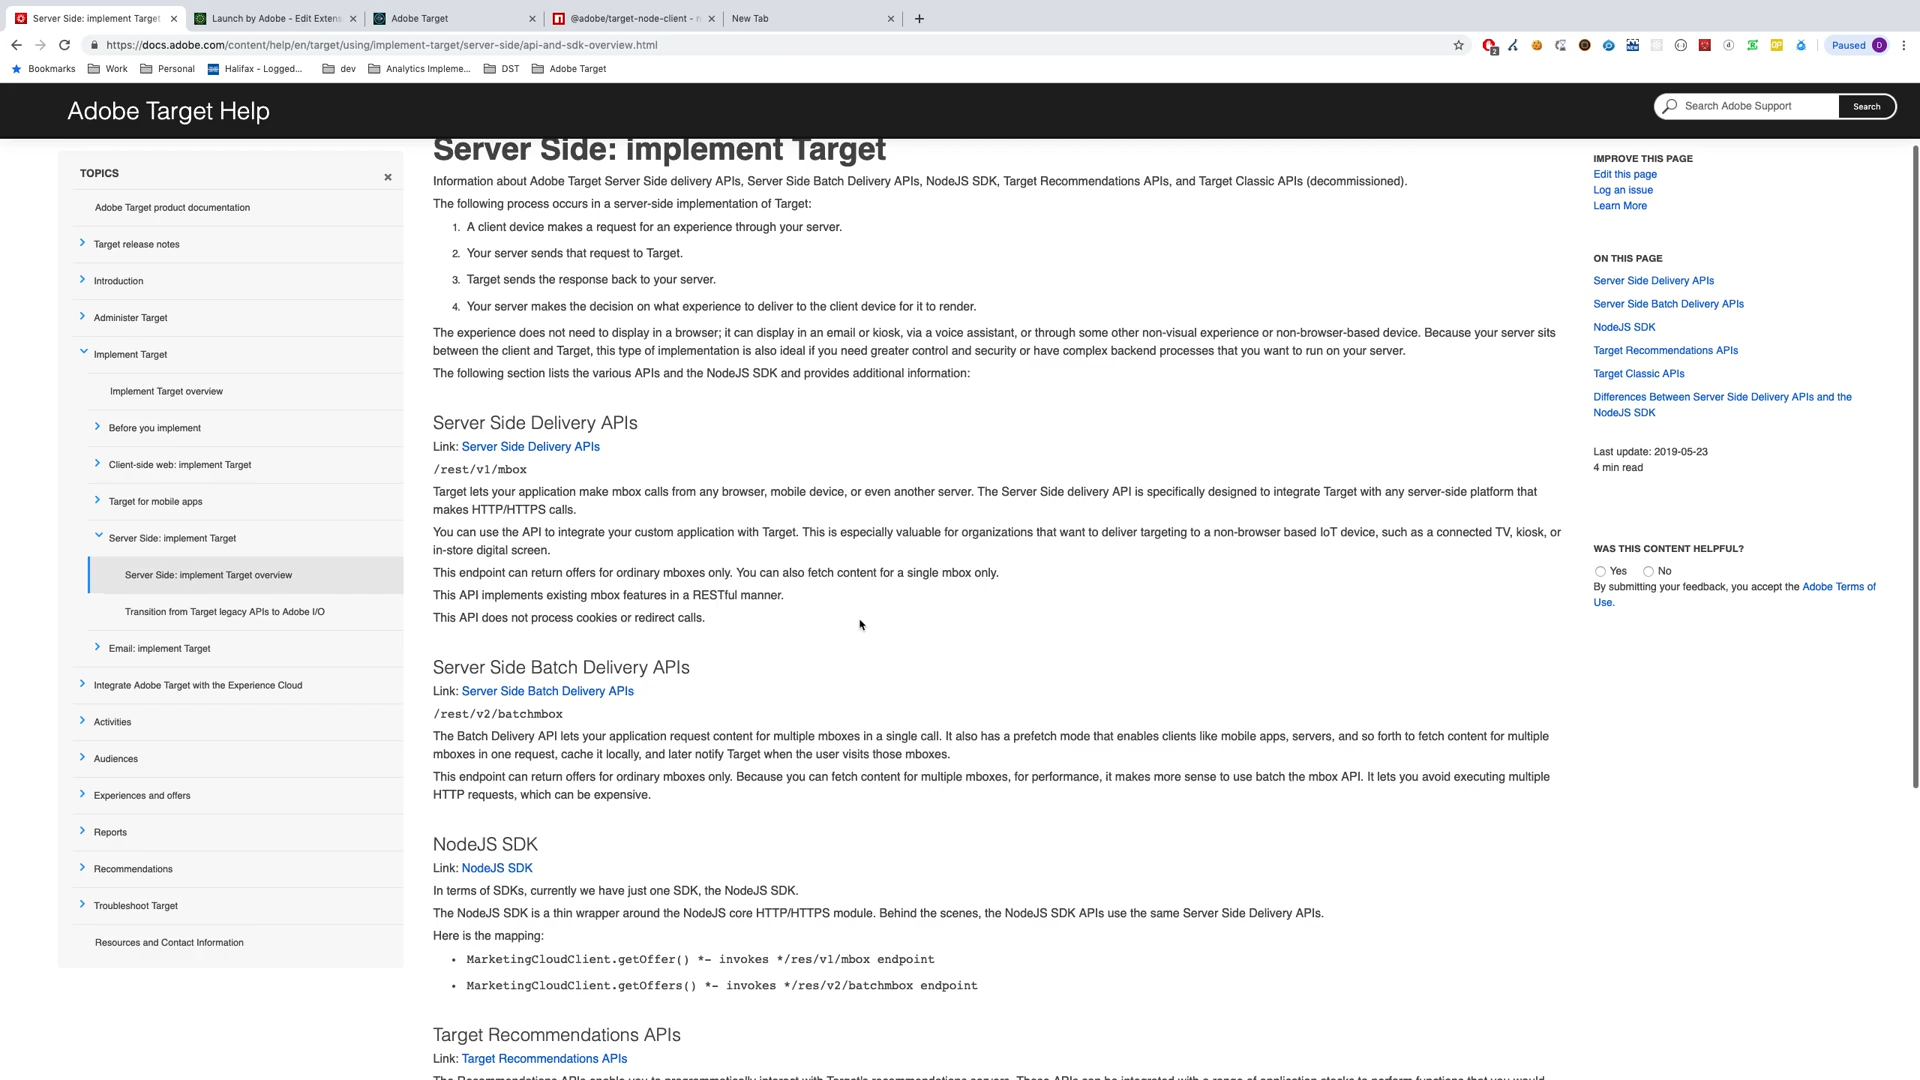 Server Side: implement Target
Launch by Adobe - Edit Extens
Adobe Target
@adobe/target-node-client - n
New Tab
https://docs.adobe.com/content/help/en/target/using/implement-target/server-side/api-and-sdk-overview.html
Paused
D
Bookmarks
Work
Personal
Halifax - Logged...
dev
Analytics Impleme...
DST
Adobe Target
Adobe Target Help
Search Adobe Support
Search
TOPICS
Adobe Target product documentation
Target release notes
Introduction
Administer Target
Implement Target
Implement Target overview
Before you implement
Client-side web: implement Target
Target for mobile apps
Server Side: implement Target
Server Side: implement Target overview
Transition from Target legacy APIs to Adobe I/O
Email: implement Target
Integrate Adobe Target with the Experience Cloud
Activities
Audiences
Experiences and offers
Reports
Recommendations
Troubleshoot Target
Resources and Contact Information
Server Side: implement Target
Information about Adobe Target Server Side delivery APIs, Server Side Batch Delivery APIs, NodeJS SDK, Target Recommendations APIs, and Target Classic APIs (decommissioned).
The following process occurs in a server-side implementation of Target:
1. A client device makes a request for an experience through your server.
2. Your server sends that request to Target.
3. Target sends the response back to your server.
4. Your server makes the decision on what experience to deliver to the client device for it to render.
The experience does not need to display in a browser; it can display in an email or kiosk, via a voice assistant, or through some other non-visual experience or non-browser-based device. Because your server sits
between the client and Target, this type of implementation is also ideal if you need greater control and security or have complex backend processes that you want to run on your server.
The following section lists the various APIs and the NodeJS SDK and provides additional information:
Server Side Delivery APIs
Link: Server Side Delivery APIs
/rest/v1/mbox
Target lets your application make mbox calls from any browser, mobile device, or even another server. The Server Side delivery API is specifically designed to integrate Target with any server-side platform that
makes HTTP/HTTPS calls.
You can use the API to integrate your custom application with Target. This is especially valuable for organizations that want to deliver targeting to a non-browser based IoT device, such as a connected TV, kiosk, or
in-store digital screen.
This endpoint can return offers for ordinary mboxes only. You can also fetch content for a single mbox only.
This API implements existing mbox features in a RESTful manner.
This API does not process cookies or redirect calls.
Server Side Batch Delivery APIs
Link: Server Side Batch Delivery APIs
/rest/v2/batchmbox
The Batch Delivery API lets your application request content for multiple mboxes in a single call. It also has a prefetch mode that enables clients like mobile apps, servers, and so forth to fetch content for multiple
mboxes in one request, cache it locally, and later notify Target when the user visits those mboxes.
This endpoint can return offers for ordinary mboxes only. Because you can fetch content for multiple mboxes, for performance, it makes more sense to use batch the mbox API. It lets you avoid executing multiple
HTTP requests, which can be expensive.
NodeJS SDK
Link: NodeJS SDK
In terms of SDKs, currently we have just one SDK, the NodeJS SDK.
The NodeJS SDK is a thin wrapper around the NodeJS core HTTP/HTTPS module. Behind the scenes, the NodeJS SDK APIs use the same Server Side Delivery APIs.
Here is the mapping:
• MarketingCloudClient.getOffer() *- invokes */res/v1/mbox endpoint
• MarketingCloudClient.getOffers() *- invokes */res/v2/batchmbox endpoint
Target Recommendations APIs
Link: Target Recommendations APIs
The Recommendations APIs enable you to programmatically interact with Target's recommendations servers. These APIs can be integrated with a range of application stacks to perform functions that you would
IMPROVE THIS PAGE
Edit this page
Log an issue
Learn More
ON THIS PAGE
Server Side Delivery APIs
Server Side Batch Delivery APIs
NodeJS SDK
Target Recommendations APIs
Target Classic APIs
Differences Between Server Side Delivery APIs and the
NodeJS SDK
Last update: 2019-05-23
4 min read
WAS THIS CONTENT HELPFUL?
Yes No
By submitting your feedback, you accept the Adobe Terms of
Use.